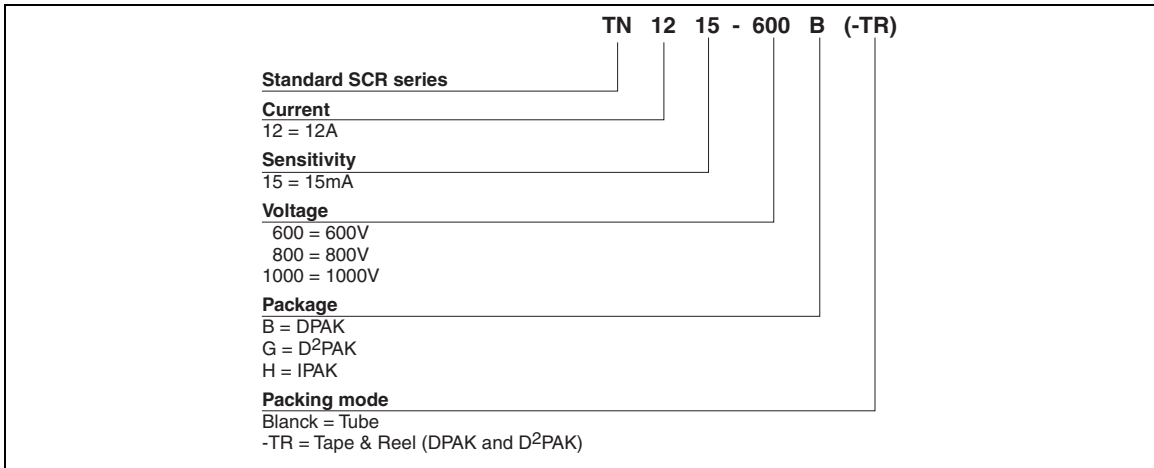 TN 12 15 - 600 B (-TR)
Standard SCR series
Current
12 = 12A
Sensitivity
15 = 15mA
Voltage
600 = 600V
800 = 800V
1000 = 1000V
Package
B = DPAK
G = D²PAK
H = IPAK
Packing mode
Blanck = Tube
-TR = Tape & Reel (DPAK and D²PAK)